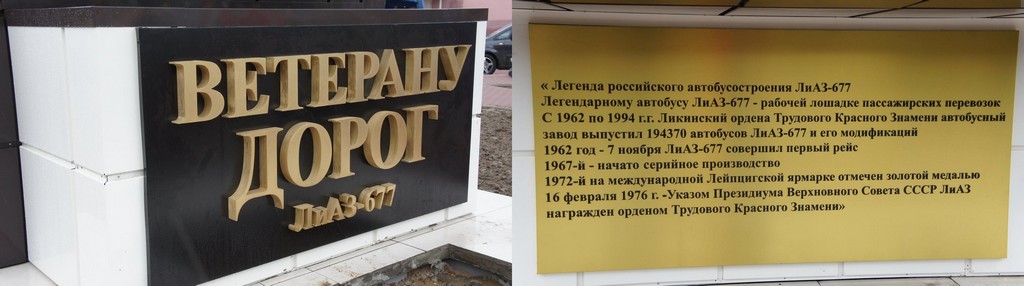 ВЕТЕРАНУ
ДОРОГ
ЛиАЗ-677
« Легенда российского автобусостроения ЛиАЗ-677
Легендарному автобусу ЛиАЗ-677 - рабочей лошадке пассажирских перевозок
С 1962 по 1994 г.г. Ликинский ордена Трудового Красного Знамени автобусный
завод выпустил 194370 автобусов ЛиАЗ-677 и его модификаций
1962 год - 7 ноября ЛиАЗ-677 совершил первый рейс
1967-й - начато серийное производство
1972-й на международной Лейпцигской ярмарке отмечен золотой медалью
16 февраля 1976 г. -Указом Президиума Верховного Совета СССР ЛиАЗ
награжден орденом Трудового Красного Знамени»